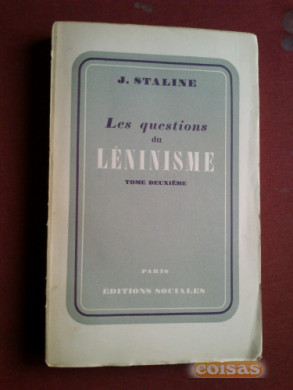 J. STALINE
Les questions
du
LÉNINISME
TOME DEUXIÈME
PARIS
ÉDITIONS SOCIALES
coisas